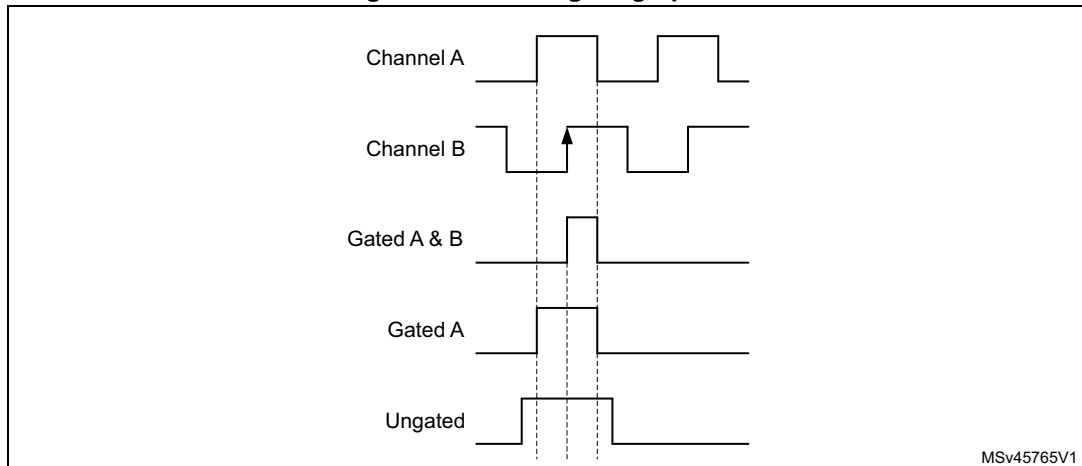 Channel A
Channel B
Gated A & B
Gated A
Ungated
MSv45765V1